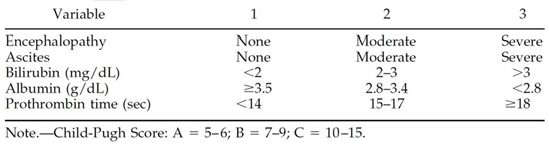 Variable 1 2 3
Encephalopathy None Moderate Severe
Ascites None Moderate Severe
Bilirubin (mg/dL) <2 2–3 >3
Albumin (g/dL) ≥3.5 2.8–3.4 <2.8
Prothrombin time (sec) <14 15–17 ≥18
Note.—Child-Pugh Score: A = 5–6; B = 7–9; C = 10–15.